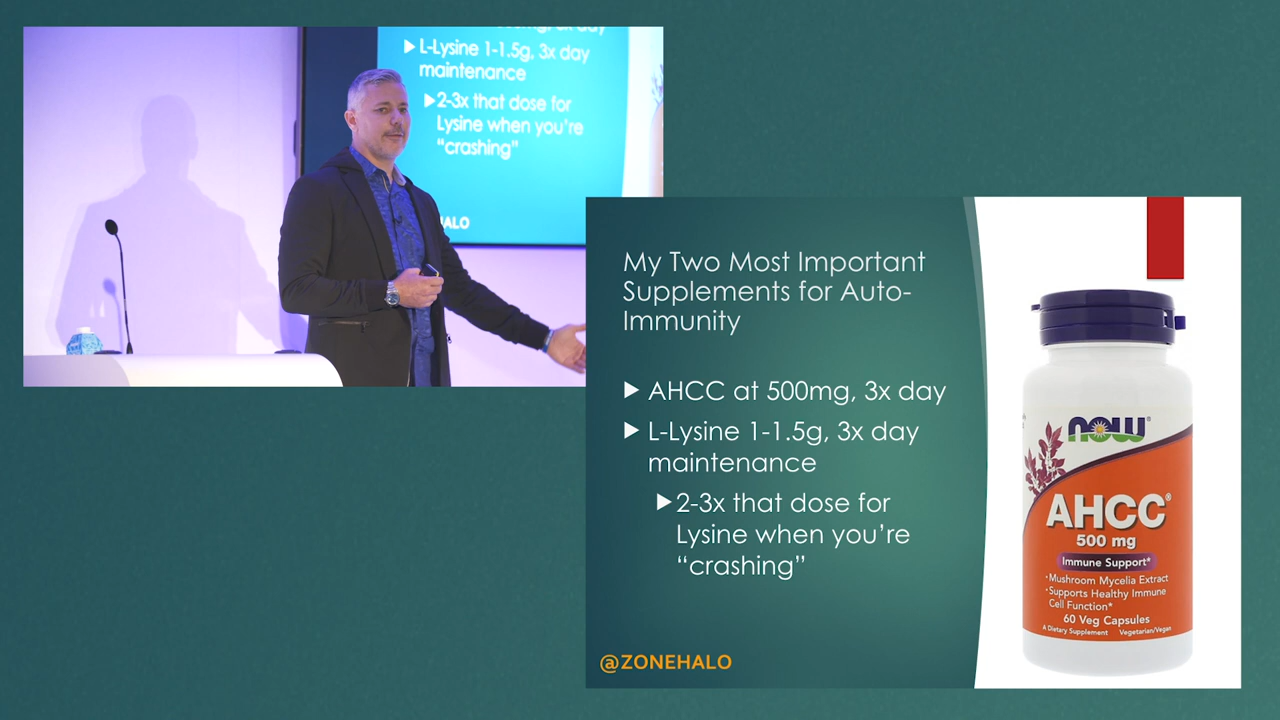 L-Lysine 1-1.5g, 3x day
maintenance
2-3x that dose for
Lysine when you're
"crashing"
My Two Most Important
Supplements for Auto-
Immunity
AHCC at 500mg, 3x day
L-Lysine 1-1.5g, 3x day
maintenance
2-3x that dose for
Lysine when you’re
“crashing”
@ZONEHALO
now®
AHCC®
500 mg
Immune Support*
•Mushroom Mycelia Extract
•Supports Healthy Immune
Cell Function*
60 Veg Capsules
A Dietary Supplement Vegetarian/Vegan